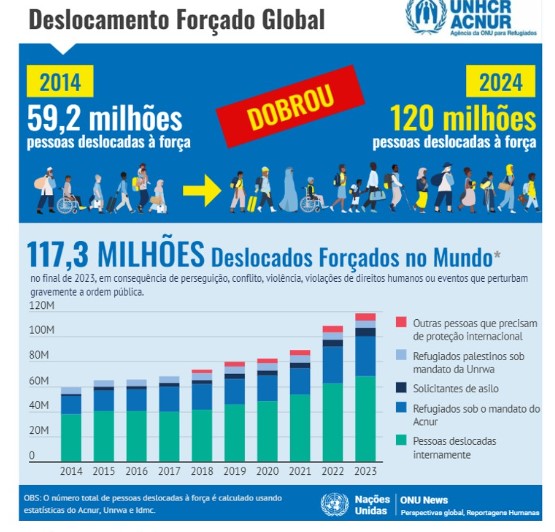 Deslocamento Forçado Global
UNHCR
ACNUR
Agência da ONU para Refugiados
2014
59,2 milhões
pessoas deslocadas à força
DOBROU
2024
120 milhões
pessoas deslocadas à força
117,3 MILHÕES Deslocados Forçados no Mundo*
no final de 2023, em consequência de perseguição, conflito, violência, violações de direitos humanos ou eventos que perturbam
gravemente a ordem pública.
120M
100M
80M
60M
40M
20M
0
2014 2015 2016 2017 2018 2019 2020 2021 2022 2023
Outras pessoas que precisam
de proteção internacional
Refugiados palestinos sob
mandato da Unrwa
Solicitantes de asilo
Refugiados sob o mandato do
Acnur
Pessoas deslocadas
internamente
OBS: O número total de pessoas deslocadas à força é calculado usando
estatísticas do Acnur, Unrwa e Idmc.
Nações
Unidas
ONU News
Perspectivas global, Reportagens Humanas